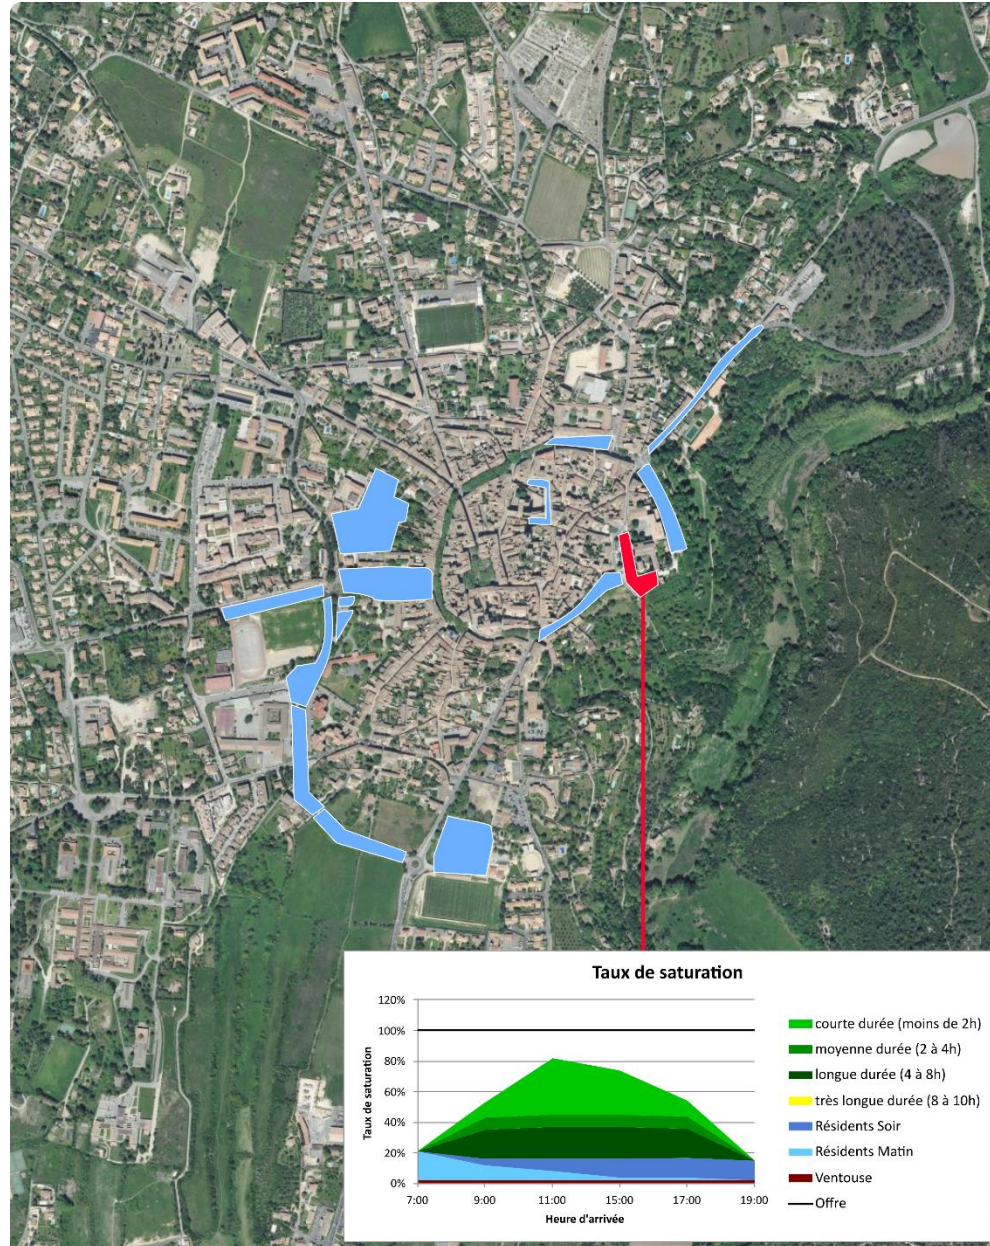 Taux de saturation
120%
100%
80%
60%
40%
20%
0%
Taux de saturation
7:00 9:00 11:00 15:00 17:00 19:00
Heure d'arrivée
courte durée (moins de 2h)
moyenne durée (2 à 4h)
longue durée (4 à 8h)
très longue durée (8 à 10h)
Résidents Soir
Résidents Matin
Ventouse
Offre